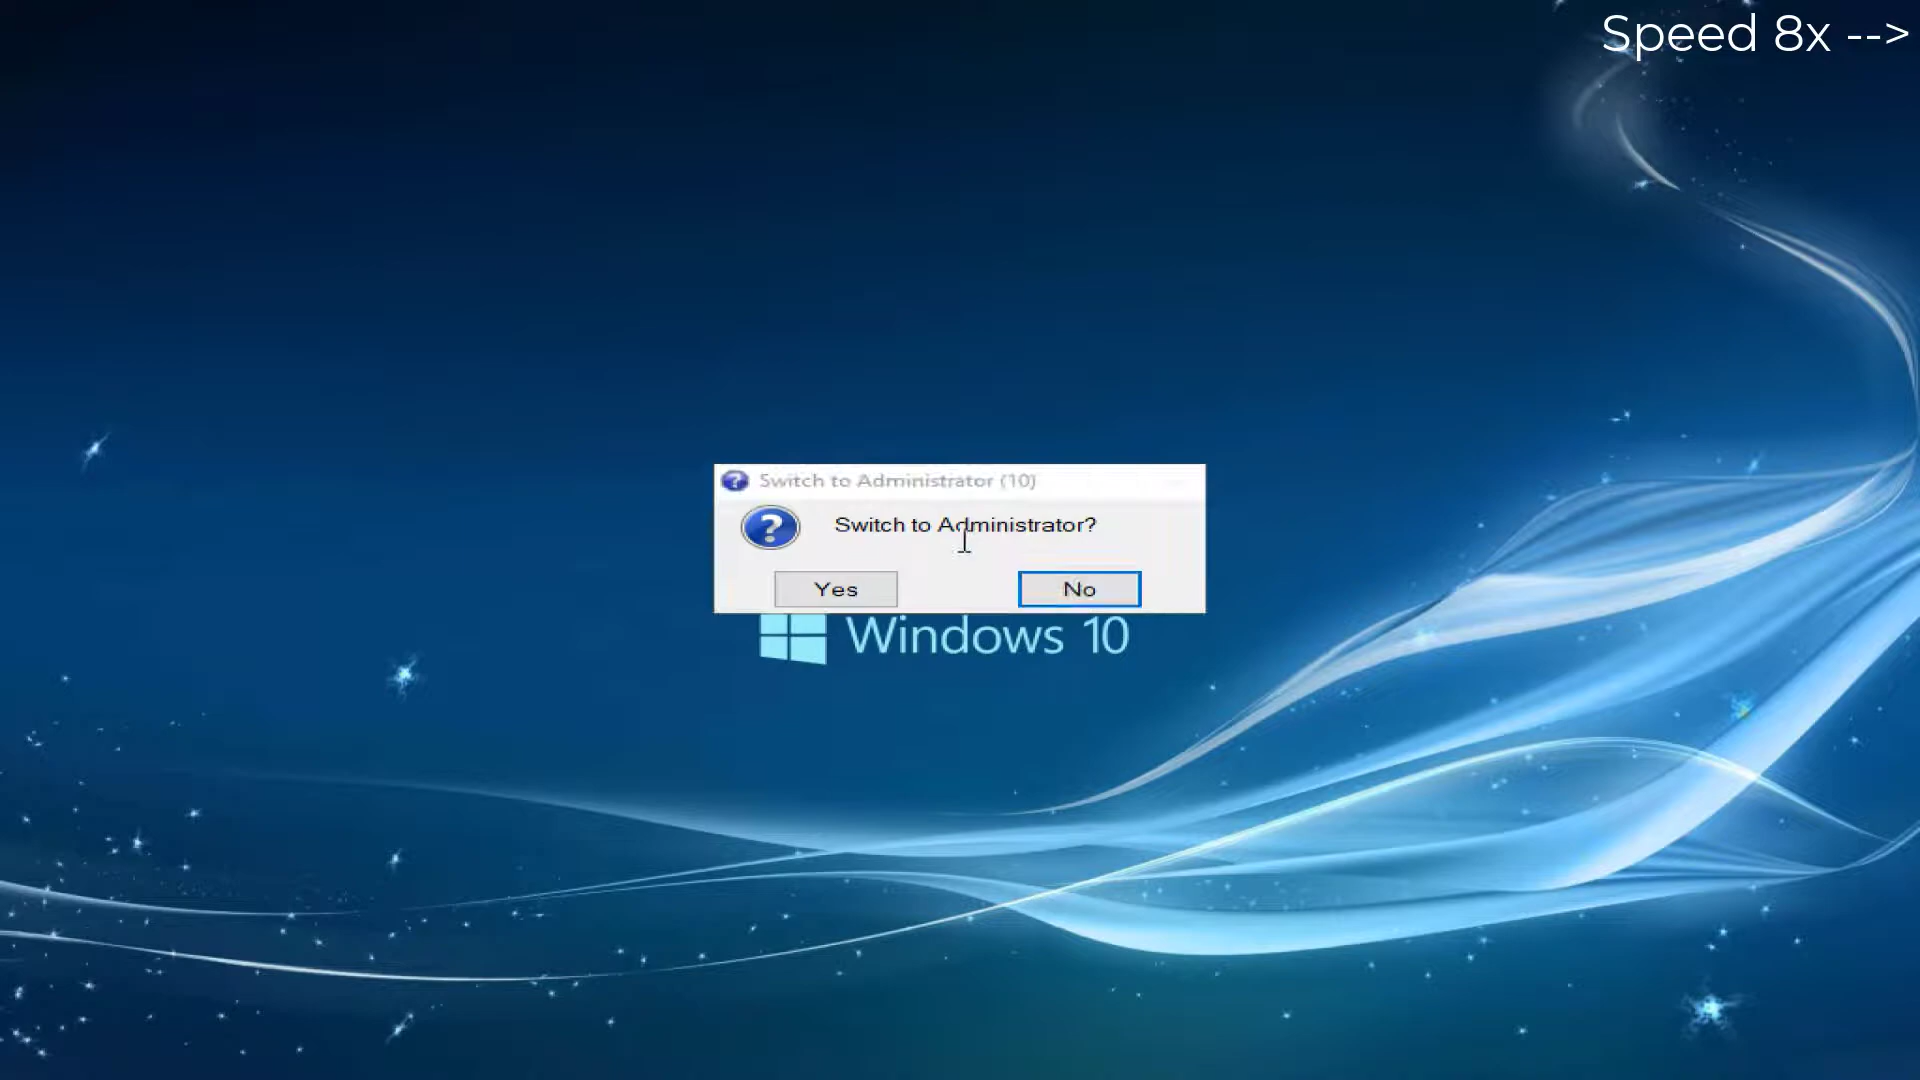 Speed 8x -->
Switch to Administrator (10)
Switch to Administrator?
Yes
No
Windows 10